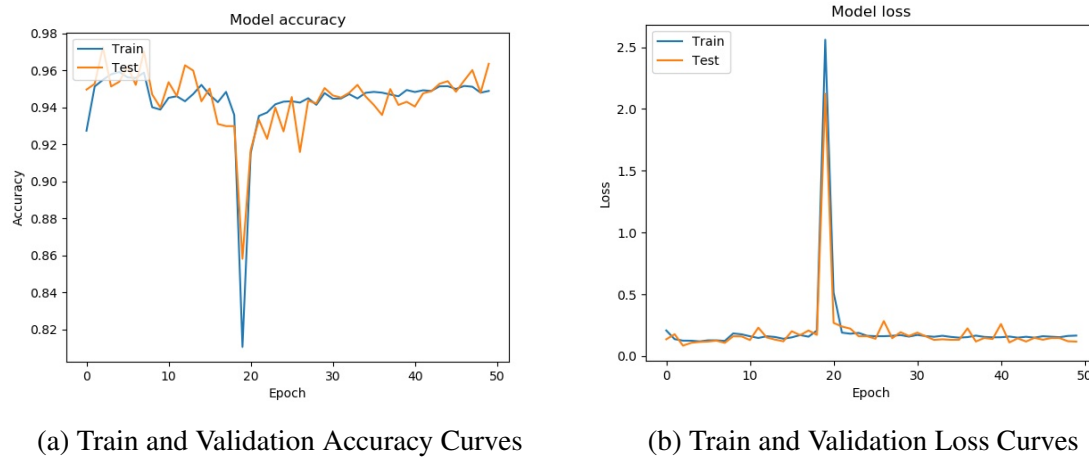 Model accuracy
0.98
0.96
0.94
0.92
0.90
0.88
0.86
0.84
0.82
Accuracy
Train
Test
0 10 20 30 40 50
Epoch
(a) Train and Validation Accuracy Curves
Model loss
2.5
2.0
1.5
1.0
0.5
0.0
Loss
Train
Test
0 10 20 30 40 50
Epoch
(b) Train and Validation Loss Curves